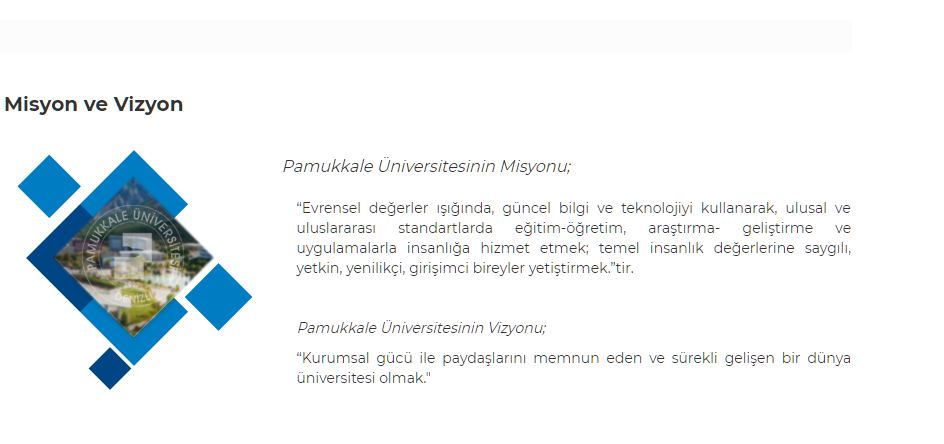 Misyon ve Vizyon
PAMUKKALE ÜNİVERSİTESİ
DENİZLİ
Pamukkale Üniversitesinin Misyonu;
“Evrensel değerler ışığında, güncel bilgi ve teknolojiyi kullanarak, ulusal ve
uluslararası standartlarda eğitim-öğretim, araştırma- geliştirme ve
uygulamalarla insanlığa hizmet etmek; temel insanlık değerlerine saygılı,
yetkin, yenilikçi, girişimci bireyler yetiştirmek.”tir.
Pamukkale Üniversitesinin Vizyonu;
“Kurumsal gücü ile paydaşlarını memnun eden ve sürekli gelişen bir dünya
üniversitesi olmak."